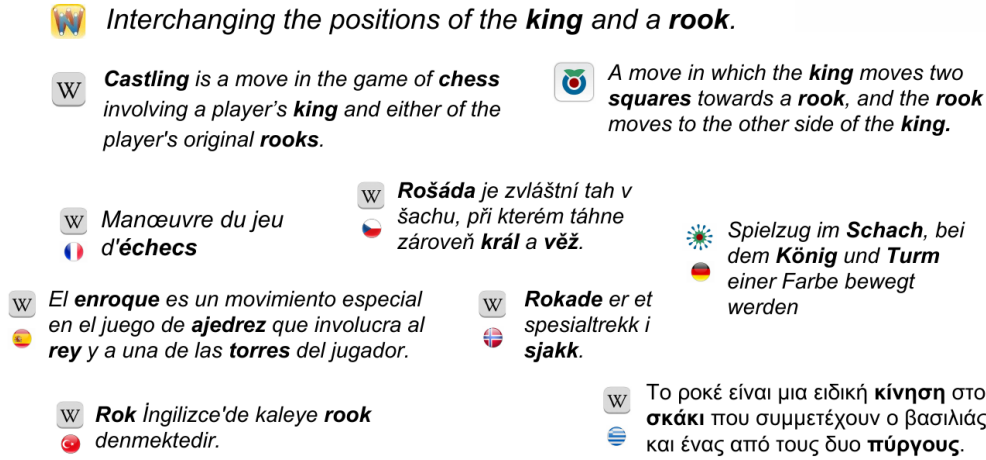 Interchanging the positions of the king and a rook.
Castling is a move in the game of chess
involving a player’s king and either of the
player's original rooks.
A move in which the king moves two
squares towards a rook, and the rook
moves to the other side of the king.
Manœuvre du jeu
d'échecs
Rošáda je zvláštní tah v
šachu, při kterém táhne
zároveň král a věž.
Spielzug im Schach, bei
dem König und Turm
einer Farbe bewegt
werden
El enroque es un movimiento especial
en el juego de ajedrez que involucra al
rey y a una de las torres del jugador.
Rokade er et
spesialtrekk i
sjakk.
Rok İngilizce'de kaleye rook
denmektedir.
Το ροκέ είναι μια ειδική κίνηση στο
σκάκι που συμμετέχουν ο βασιλιάς
και ένας από τους δυο πύργους.